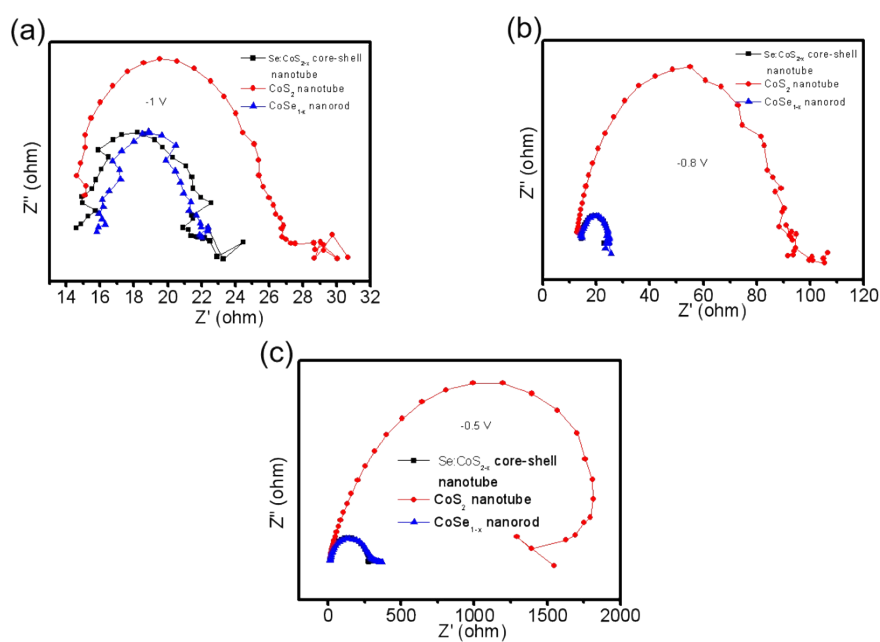 (a)
Se:CoS2-x core-shell
nanotube
CoS2 nanotube
CoSe1-x nanorod
-1 V
Z'' (ohm)
14 16 18 20 22 24 26 28 30 32
Z' (ohm)
(b)
Se:CoS2-x core-shell
nanotube
CoS2 nanotube
CoSe1-x nanorod
-0.8 V
Z'' (ohm)
0 20 40 60 80 100 120
Z' (ohm)
(c)
-0.5 V
Se:CoS2-x core-shell
nanotube
CoS2 nanotube
CoSe1-x nanorod
Z'' (ohm)
0 500 1000 1500 2000
Z' (ohm)